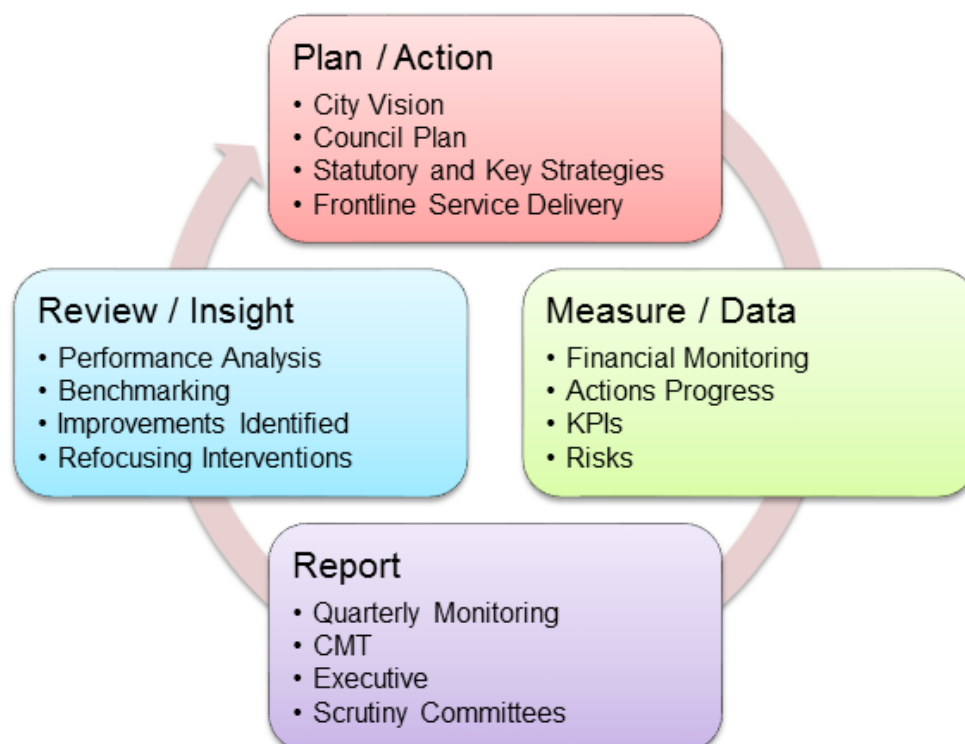 Plan / Action
• City Vision
• Council Plan
• Statutory and Key Strategies
• Frontline Service Delivery
Measure / Data
• Financial Monitoring
• Actions Progress
• KPIs
• Risks
Report
• Quarterly Monitoring
• CMT
• Executive
• Scrutiny Committees
Review / Insight
• Performance Analysis
• Benchmarking
• Improvements Identified
• Refocusing Interventions